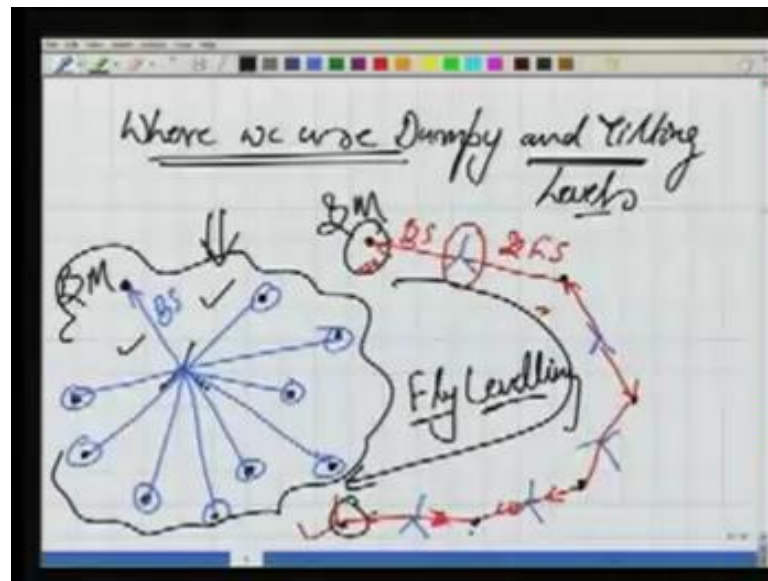 Where we use Dumpy and Tilting
Levels
BM
BS
FS
BM
BS
Fly Levelling